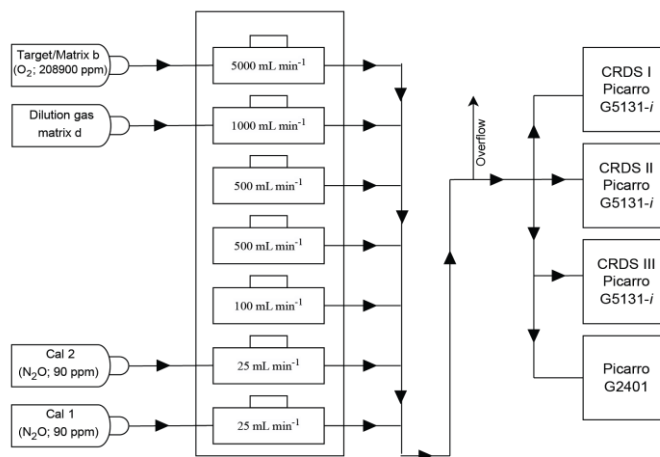 Target/Matrix b
(O₂; 208900 ppm)
5000 mL min⁻¹
Dilution gas
matrix d
1000 mL min⁻¹
500 mL min⁻¹
500 mL min⁻¹
100 mL min⁻¹
Cal 2
(N₂O; 90 ppm)
25 mL min⁻¹
Cal 1
(N₂O; 90 ppm)
25 mL min⁻¹
Overflow
CRDS I
Picarro
G5131-i
CRDS II
Picarro
G5131-i
CRDS III
Picarro
G5131-i
Picarro
G2401